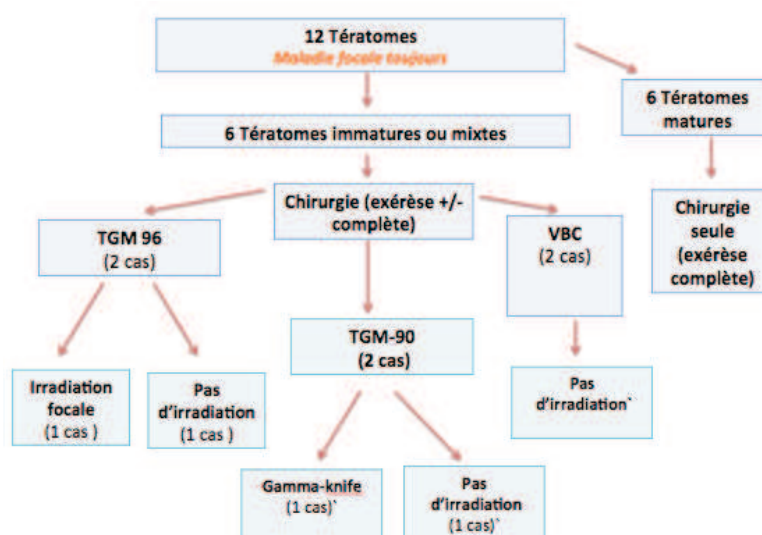 12 Tératomes
Maladie focale toujours
6 Tératomes
matures
6 Tératomes immatures ou mixtes
Chirurgie (exérèse +/-
complète)
TGM 96
(2 cas)
VBC
(2 cas)
Chirurgie
seule
(exérèse
complète)
TGM-90
(2 cas)
Irradiation
focale
(1 cas )
Pas
d'irradiation
(1 cas )
Pas
d'irradiation`
Gamma-knife
(1 cas)`
Pas
d'irradiation
(1 cas)`